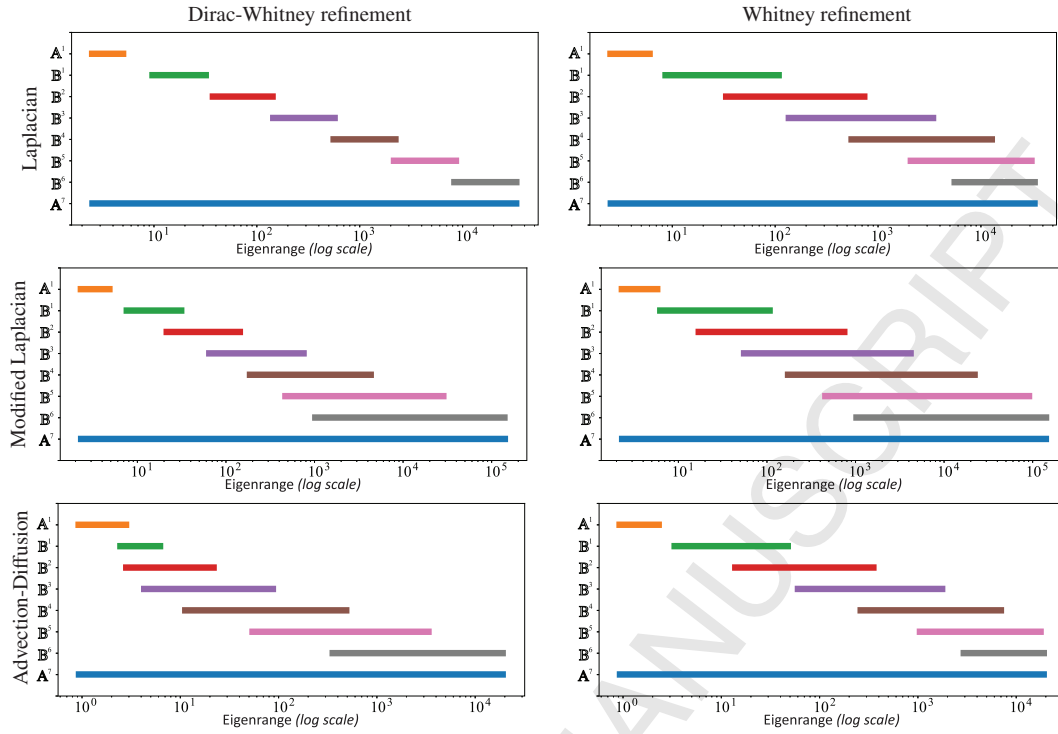 Dirac-Whitney refinement
Whitney refinement
Laplacian
𝔸¹
𝔹¹
𝔹²
𝔹³
𝔹⁴
𝔹⁵
𝔹⁶
𝔸⁷
10¹ 10² 10³ 10⁴
Eigenrange (log scale)
𝔸¹
𝔹¹
𝔹²
𝔹³
𝔹⁴
𝔹⁵
𝔹⁶
𝔸⁷
10¹ 10² 10³ 10⁴
Eigenrange (log scale)
Modified Laplacian
𝔸¹
𝔹¹
𝔹²
𝔹³
𝔹⁴
𝔹⁵
𝔹⁶
𝔸⁷
10¹ 10² 10³ 10⁴ 10⁵
Eigenrange (log scale)
𝔸¹
𝔹¹
𝔹²
𝔹³
𝔹⁴
𝔹⁵
𝔹⁶
𝔸⁷
10¹ 10² 10³ 10⁴ 10⁵
Eigenrange (log scale)
Advection-Diffusion
𝔸¹
𝔹¹
𝔹²
𝔹³
𝔹⁴
𝔹⁵
𝔹⁶
𝔸⁷
10⁰ 10¹ 10² 10³ 10⁴
Eigenrange (log scale)
𝔸¹
𝔹¹
𝔹²
𝔹³
𝔹⁴
𝔹⁵
𝔹⁶
𝔸⁷
10⁰ 10¹ 10² 10³ 10⁴
Eigenrange (log scale)
ANUSCRIPT